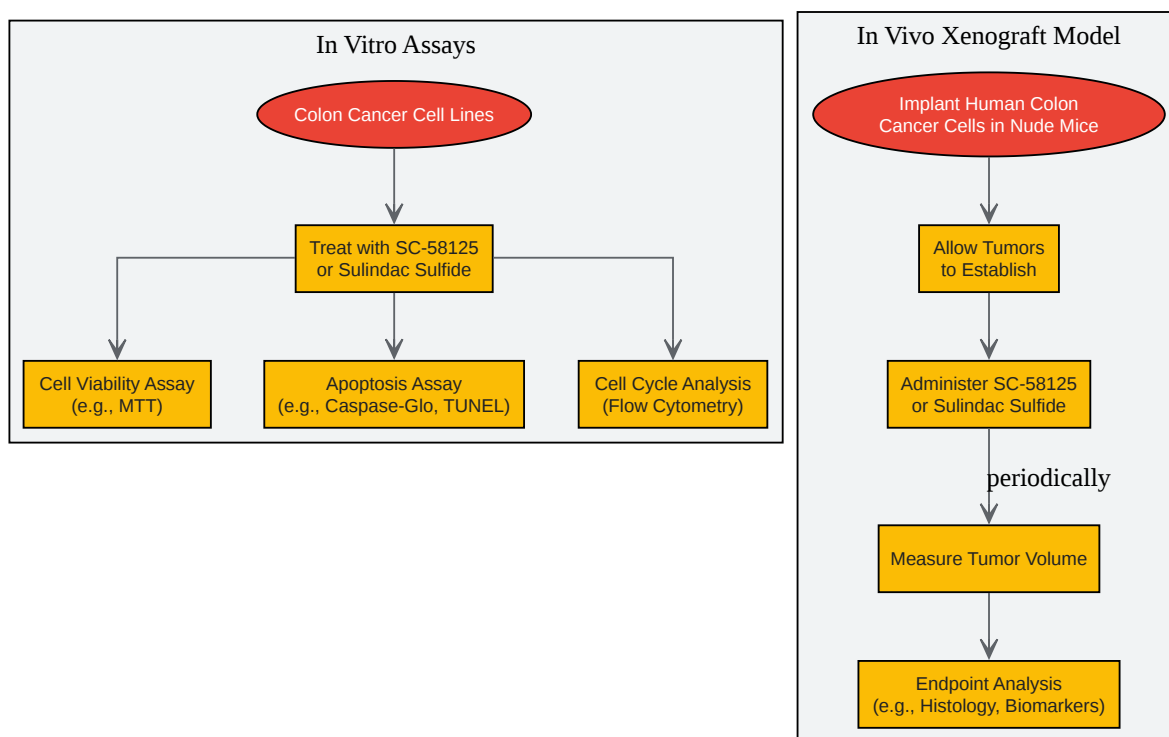 In Vitro Assays
Colon Cancer Cell Lines
Treat with SC-58125
or Sulindac Sulfide
Cell Viability Assay
(e.g., MTT)
Apoptosis Assay
(e.g., Caspase-Glo, TUNEL)
Cell Cycle Analysis
(Flow Cytometry)
In Vivo Xenograft Model
Implant Human Colon
Cancer Cells in Nude Mice
Allow Tumors
to Establish
Administer SC-58125
or Sulindac Sulfide
periodically
Measure Tumor Volume
Endpoint Analysis
(e.g., Histology, Biomarkers)